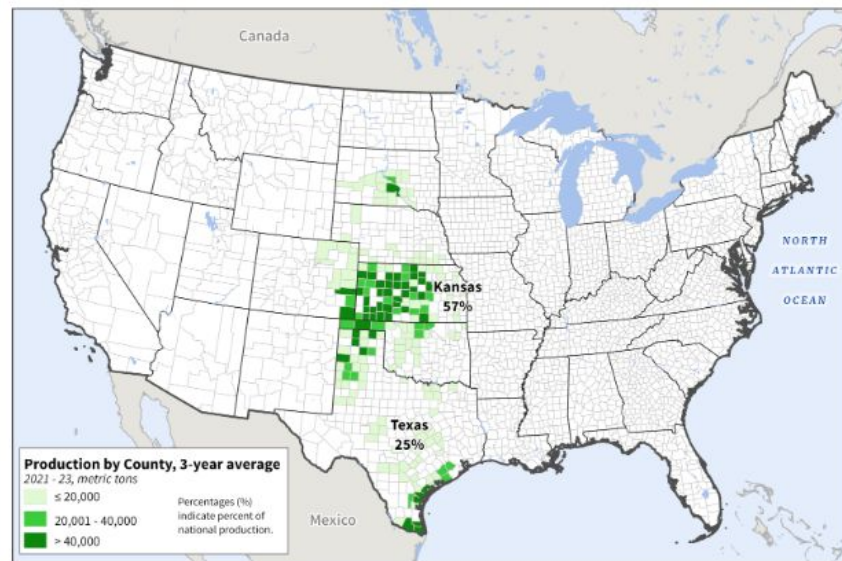 Canada
NORTH
ATLANTIC
OCEAN
Kansas
57%
Texas
25%
Mexico
Production by County, 3-year average
2021 - 23, metric tons
≤ 20,000
20,001 - 40,000
> 40,000
Percentages (%)
indicate percent of
national production.